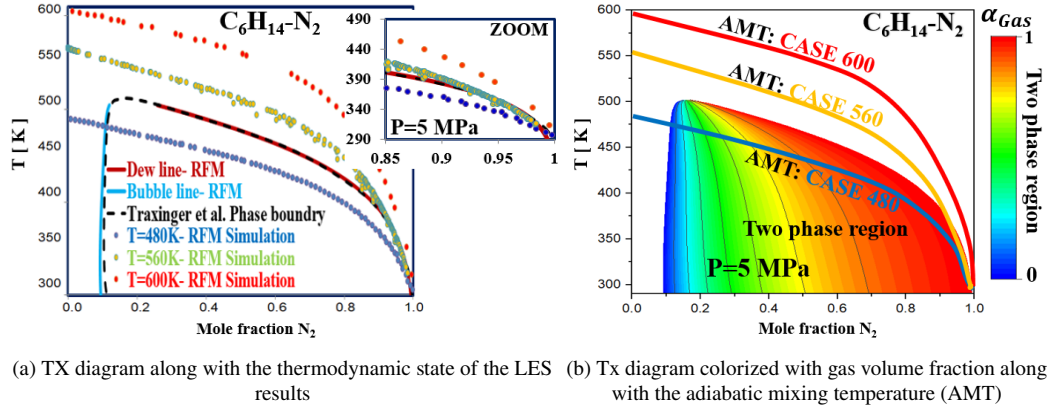 C₆H₁₄-N₂
ZOOM
490
440
390
340
290
P=5 MPa
0.85
0.9
0.95
1
T [ K ]
600
550
500
450
400
350
300
Dew line- RFM
Bubble line- RFM
Traxinger et al. Phase boundry
T=480K- RFM Simulation
T=560K- RFM Simulation
T=600K- RFM Simulation
0.0
0.2
0.4
0.6
0.8
1.0
Mole fraction N₂
(a) TX diagram along with the thermodynamic state of the LES
results
C₆H₁₄-N₂
AMT: CASE 600
AMT: CASE 560
AMT: CASE 480
Two phase region
P=5 MPa
T [ K ]
600
550
500
450
400
350
300
0.0
0.2
0.4
0.6
0.8
1.0
Mole fraction N₂
α_Gas
1
0
Two phase region
(b) Tx diagram colorized with gas volume fraction along
with the adiabatic mixing temperature (AMT)